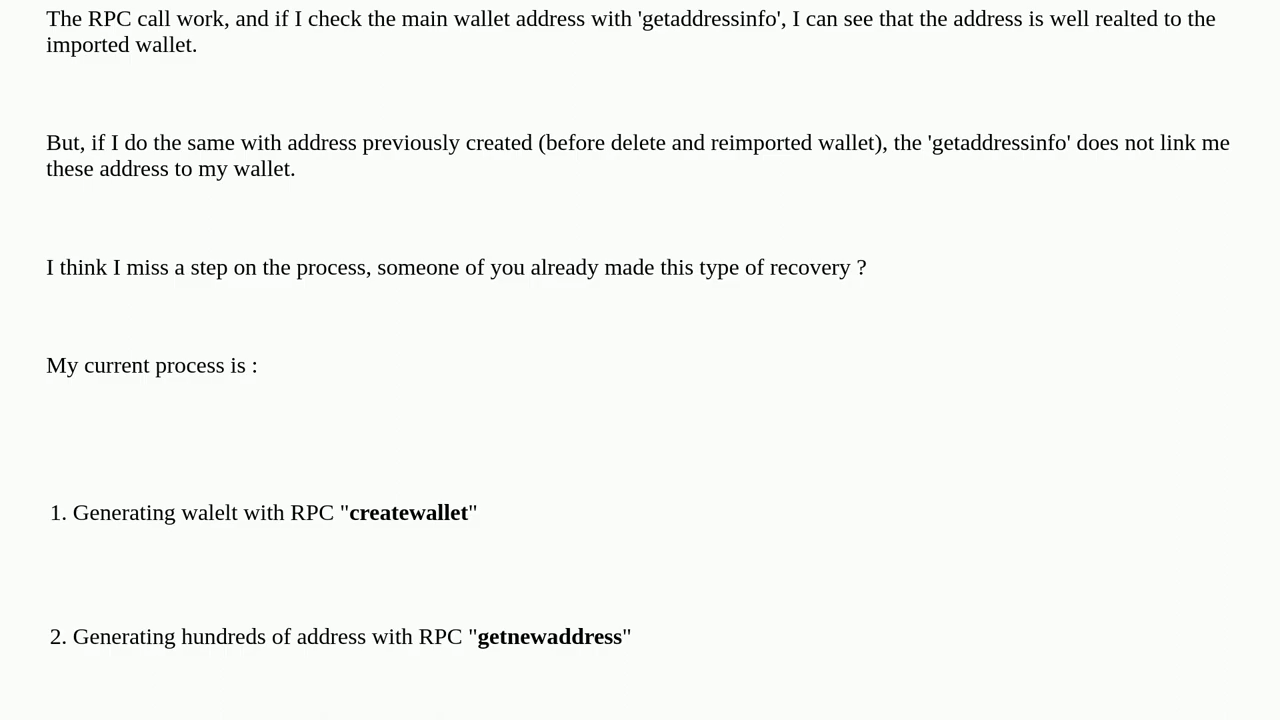 The RPC call work, and if I check the main wallet address with 'getaddressinfo', I can see that the address is well realted to the
imported wallet.
But, if I do the same with address previously created (before delete and reimported wallet), the 'getaddressinfo' does not link me
these address to my wallet.
I think I miss a step on the process, someone of you already made this type of recovery ?
My current process is :
1. Generating walelt with RPC "createwallet"
2. Generating hundreds of address with RPC "getnewaddress"